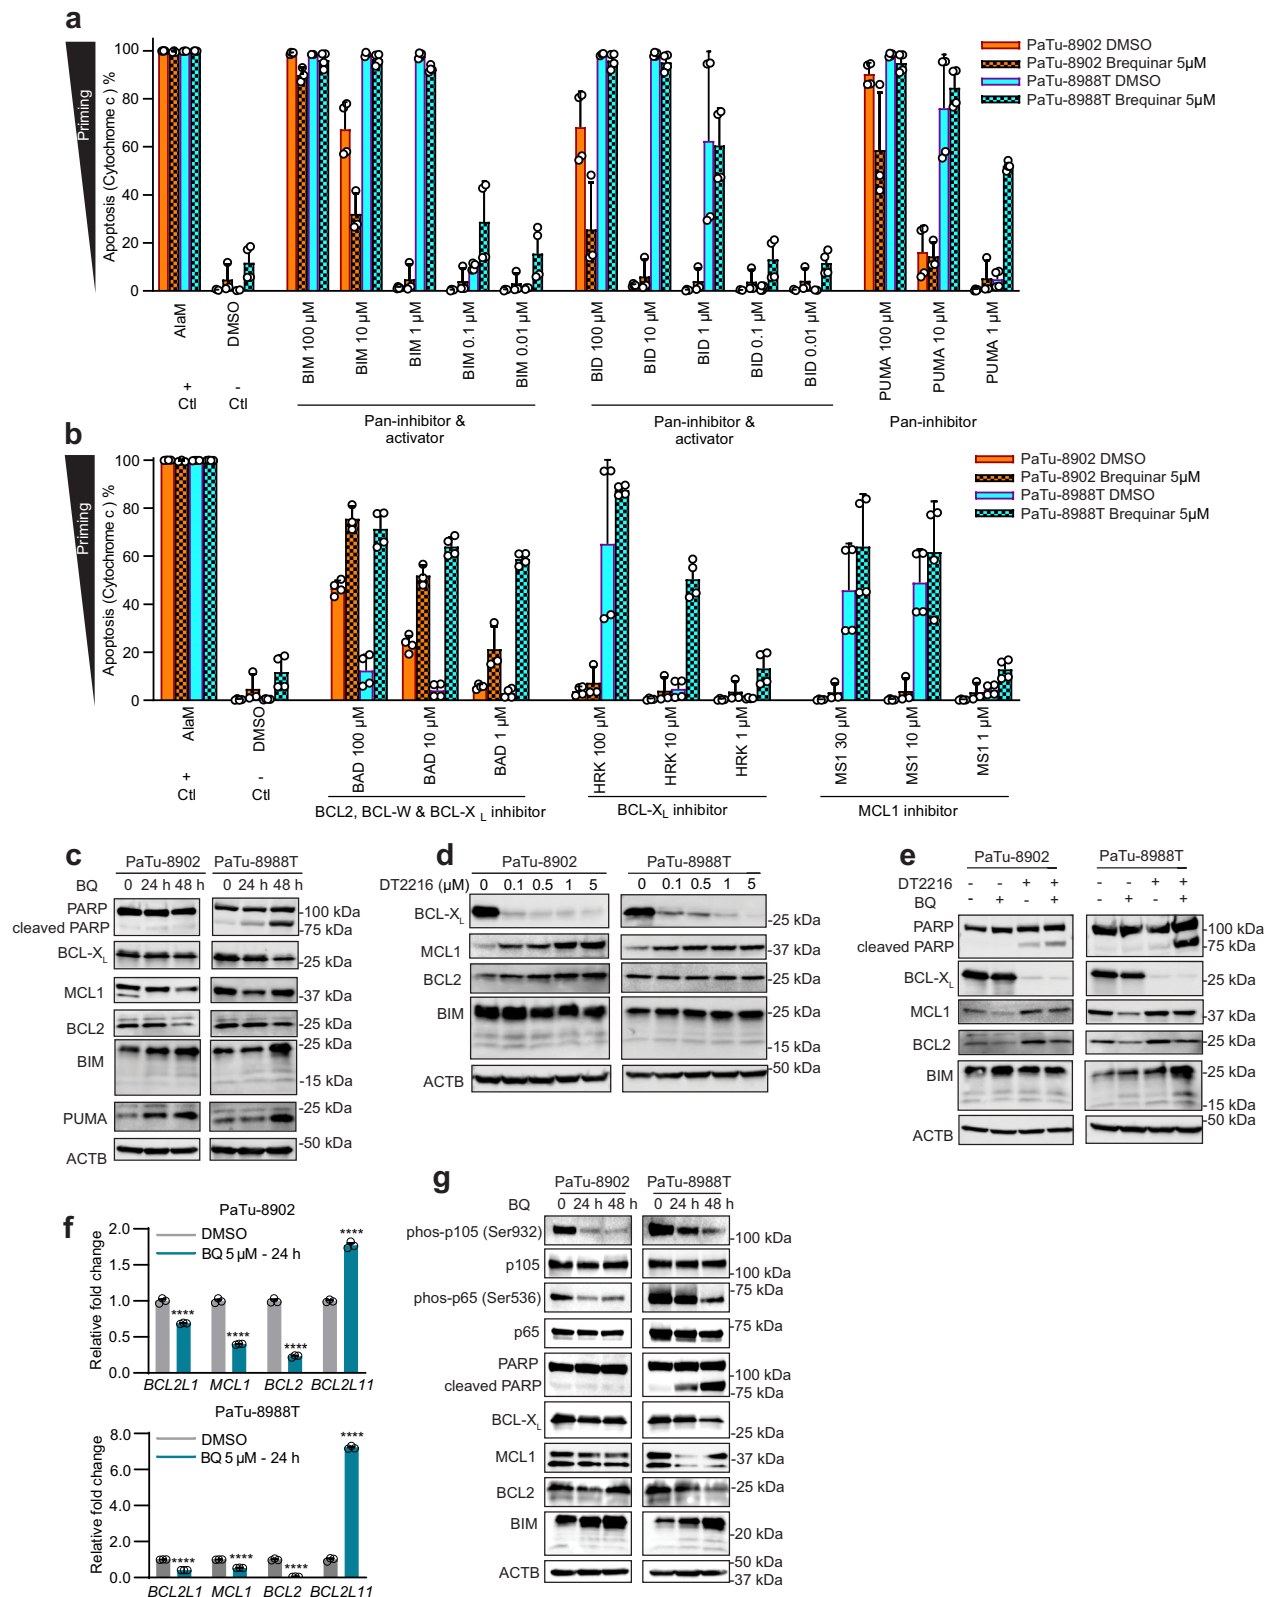 a
Priming
Apoptosis (Cytochrome c) %
100
80
60
40
20
0
PaTu-8902 DMSO
PaTu-8902 Brequinar 5µM
PaTu-8988T DMSO
PaTu-8988T Brequinar 5µM
AlaM
DMSO
BIM 100 µM
BIM 10 µM
BIM 1 µM
BIM 0.1 µM
BIM 0.01 µM
BID 100 µM
BID 10 µM
BID 1 µM
BID 0.1 µM
BID 0.01 µM
PUMA 100 µM
PUMA 10 µM
PUMA 1 µM
+ -
Ctl Ctl
Pan-inhibitor &
activator
Pan-inhibitor &
activator
Pan-inhibitor
b
Priming
Apoptosis (Cytochrome c) %
100
80
60
40
20
0
PaTu-8902 DMSO
PaTu-8902 Brequinar 5µM
PaTu-8988T DMSO
PaTu-8988T Brequinar 5µM
AlaM
DMSO
BAD 100 µM
BAD 10 µM
BAD 1 µM
HRK 100 µM
HRK 10 µM
HRK 1 µM
MS1 30 µM
MS1 10 µM
MS1 1 µM
+ -
Ctl Ctl
BCL2, BCL-W & BCL-X L inhibitor
BCL-XL inhibitor
MCL1 inhibitor
c
PaTu-8902 PaTu-8988T
BQ 0 24 h 48 h 0 24 h 48 h
PARP -100 kDa
cleaved PARP -75 kDa
BCL-XL -25 kDa
MCL1 -37 kDa
BCL2 -25 kDa
-25 kDa
BIM
-15 kDa
-25 kDa
PUMA
-50 kDa
ACTB
d
PaTu-8902 PaTu-8988T
DT2216 (µM) 0 0.1 0.5 1 5 0 0.1 0.5 1 5
BCL-XL -25 kDa
MCL1 -37 kDa
BCL2 -25 kDa
BIM -25 kDa
-15 kDa
-50 kDa
ACTB
e
PaTu-8902 PaTu-8988T
DT2216 - - + + - - + +
BQ - + - + - + - +
PARP -100 kDa
cleaved PARP -75 kDa
BCL-XL -25 kDa
MCL1 -37 kDa
BCL2 -25 kDa
BIM -25 kDa
-15 kDa
-50 kDa
ACTB
f
PaTu-8902
Relative fold change
2.0
1.5
1.0
0.5
0.0
DMSO
BQ 5 µM - 24 h
**** **** **** ****
BCL2L1 MCL1 BCL2 BCL2L11
PaTu-8988T
Relative fold change
8.0
6.0
4.0
2.0
0.0
DMSO
BQ 5 µM - 24 h
**** **** **** ****
BCL2L1 MCL1 BCL2 BCL2L11
g
PaTu-8902 PaTu-8988T
BQ 0 24 h 48 h 0 24 h 48 h
phos-p105 (Ser932) -100 kDa
p105
-100 kDa
-75 kDa
phos-p65 (Ser536)
-75 kDa
p65
PARP
-100 kDa
cleaved PARP -75 kDa
BCL-XL
-25 kDa
MCL1 -37 kDa
BCL2 -25 kDa
BIM
-20 kDa
-50 kDa
ACTB
-37 kDa